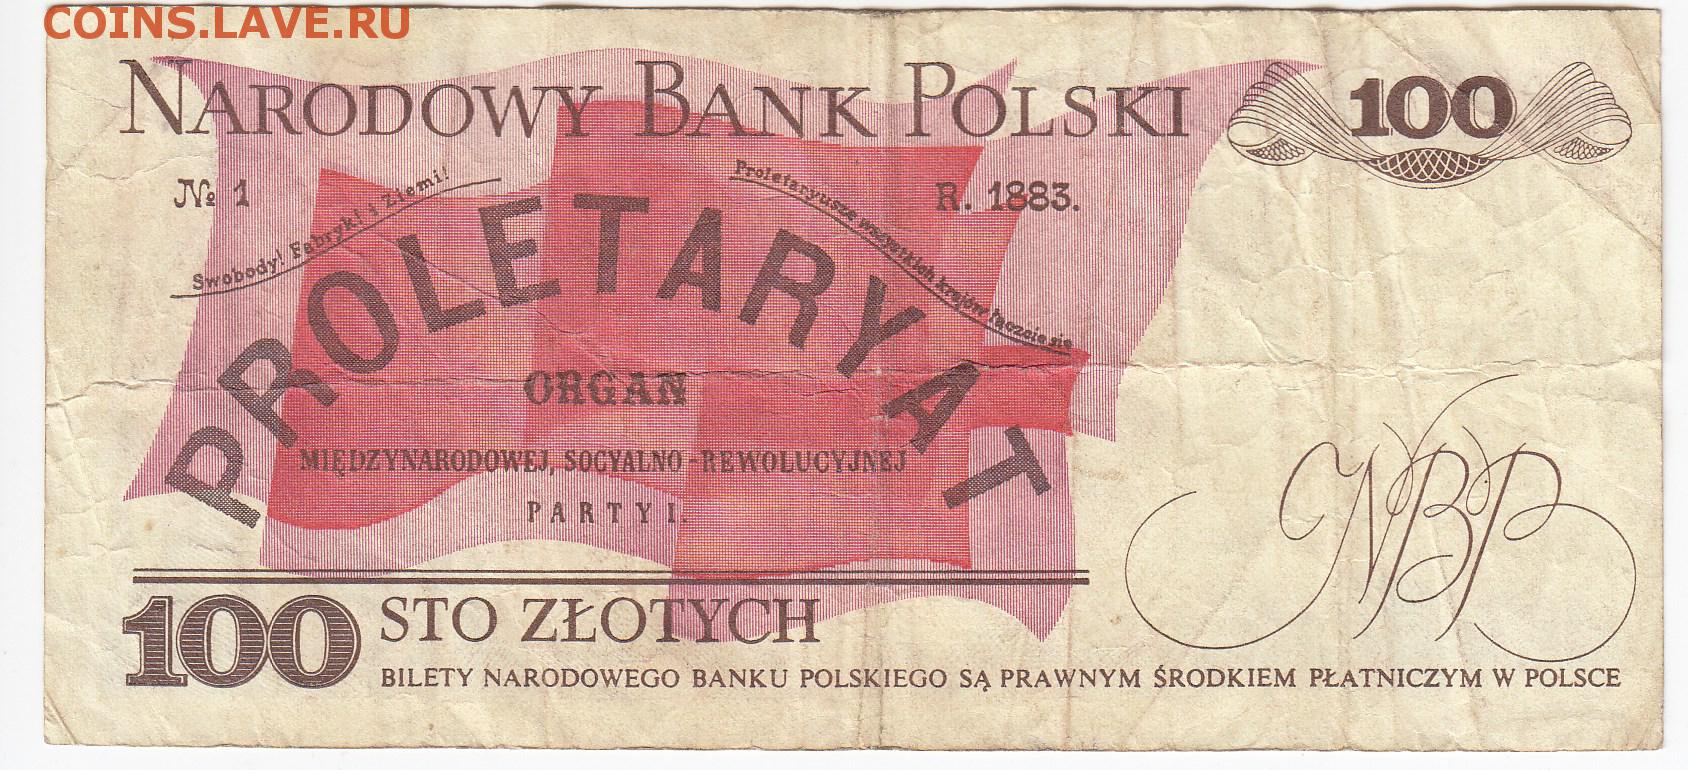 COINS.LAVE.RU
NARODOWY BANK POLSKI
100
№ 1
R. 1883.
Swobody! Fabryki i Ziemi!
Proletaryusze wszystkich krajów łączcie się
PROLETARYAT
ORGAN
MIĘDZYNARODOWEJ, SOCYALNO-REWOLUCYJNEJ
PARTYI.
NBP
100
STO ZŁOTYCH
BILETY NARODOWEGO BANKU POLSKIEGO SĄ PRAWNYM ŚRODKIEM PŁATNICZYM W POLSCE